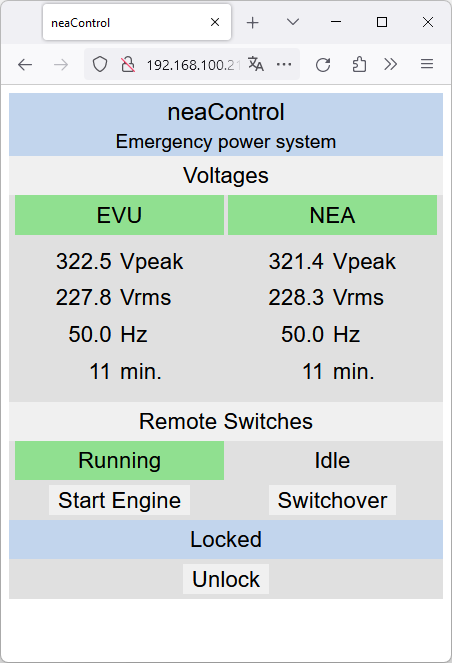 neaControl
192.168.100.21
neaControl
Emergency power system
Voltages
EVU NEA
322.5 Vpeak 321.4 Vpeak
227.8 Vrms 228.3 Vrms
50.0 Hz 50.0 Hz
11 min. 11 min.
Remote Switches
Running Idle
Start Engine Switchover
Locked
Unlock